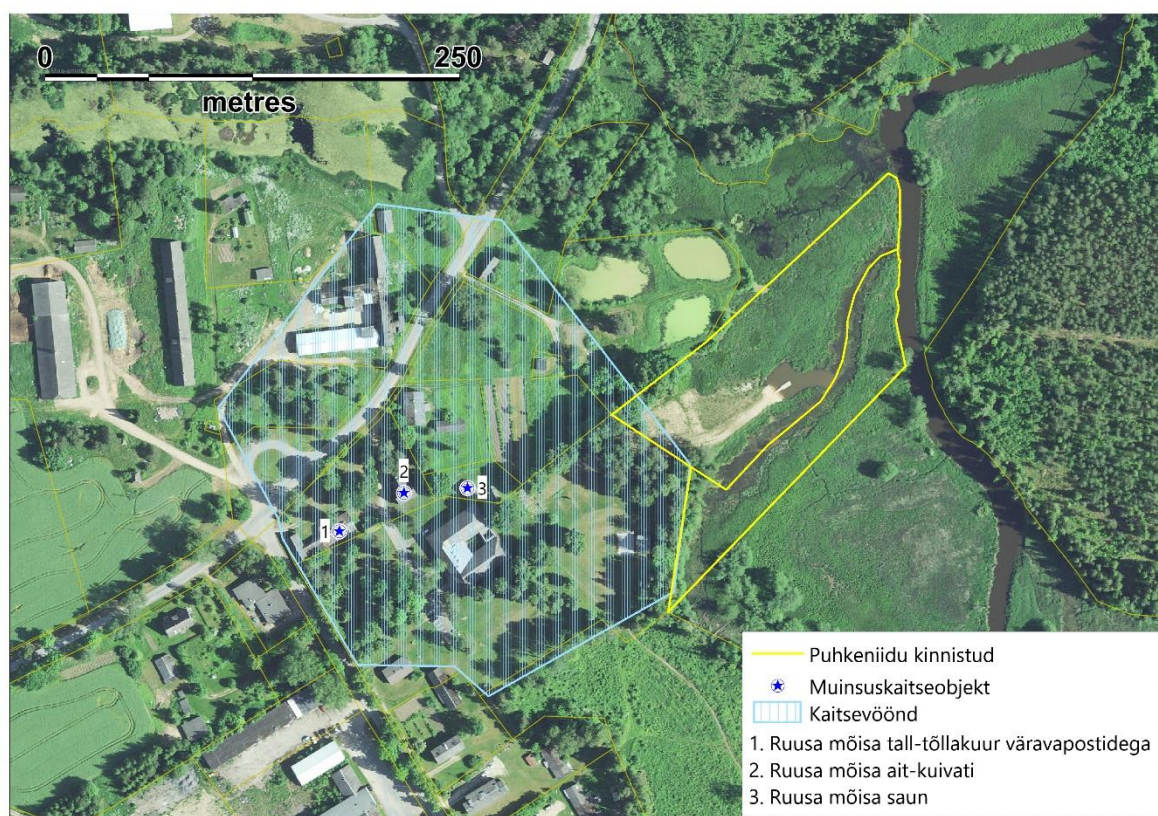 0 250
metres
2
3
1
Puhkeniidu kinnistud
Muinsuskaitseobjekt
Kaitsevöönd
1. Ruusa mõisa tall-tõllakuur väravapostidega
2. Ruusa mõisa ait-kuivati
3. Ruusa mõisa saun